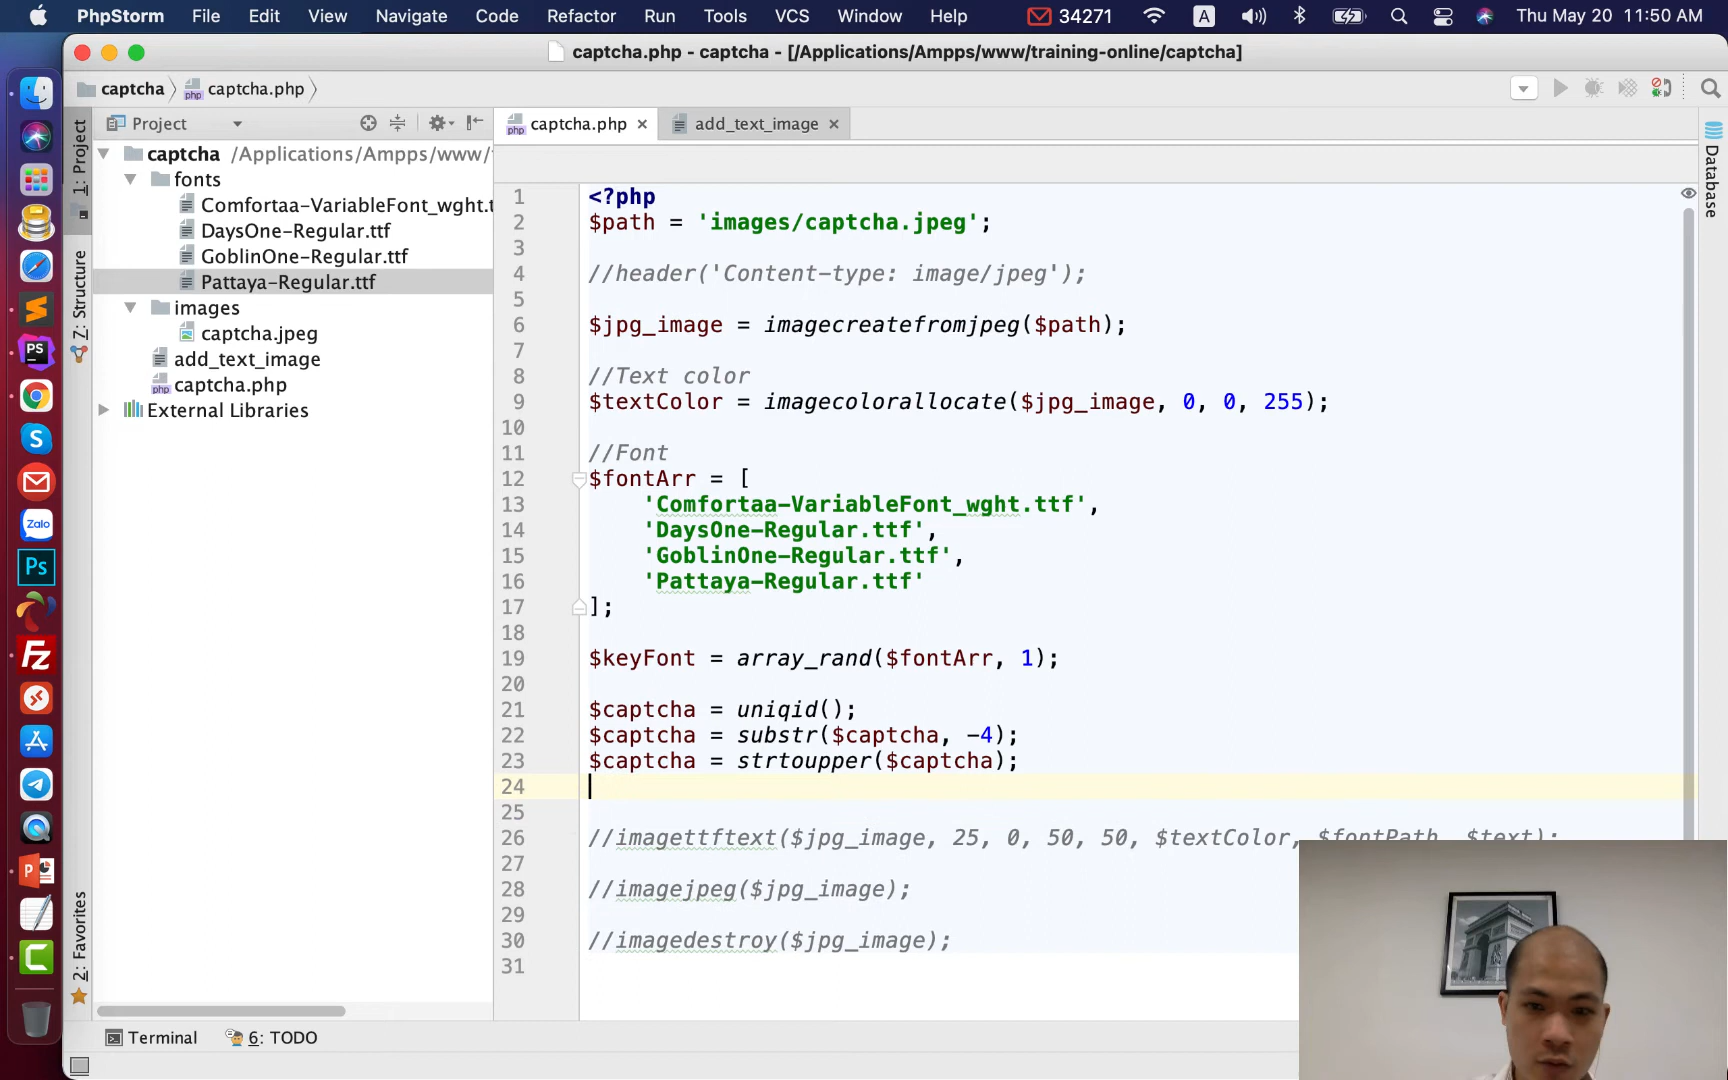 PhpStorm File Edit View Navigate Code Refactor Run Tools VCS Window Help 34271 A Thu May 20 11:50 AM
captcha.php - captcha - [/Applications/Ampps/www/training-online/captcha]
captcha captcha.php
Project
captcha.php add_text_image
1: Project
Z: Structure
2: Favorites
captcha /Applications/Ampps/www/
fonts
Comfortaa-VariableFont_wght.t
DaysOne-Regular.ttf
GoblinOne-Regular.ttf
Pattaya-Regular.ttf
images
captcha.jpeg
add_text_image
captcha.php
External Libraries
1 <?php
2 $path = 'images/captcha.jpeg';
3
4 //header('Content-type: image/jpeg');
5
6 $jpg_image = imagecreatefromjpeg($path);
7
8 //Text color
9 $textColor = imagecolorallocate($jpg_image, 0, 0, 255);
10
11 //Font
12 $fontArr = [
13 'Comfortaa-VariableFont_wght.ttf',
14 'DaysOne-Regular.ttf',
15 'GoblinOne-Regular.ttf',
16 'Pattaya-Regular.ttf'
17 ];
18
19 $keyFont = array_rand($fontArr, 1);
20
21 $captcha = uniqid();
22 $captcha = substr($captcha, -4);
23 $captcha = strtoupper($captcha);
24
25
26 //imagettftext($jpg_image, 25, 0, 50, 50, $textColor, $fontPath, $text);
27
28 //imagejpeg($jpg_image);
29
30 //imagedestroy($jpg_image);
31
Database
Terminal 6: TODO
PS
S
Zalo
Ps
Fz
P
C